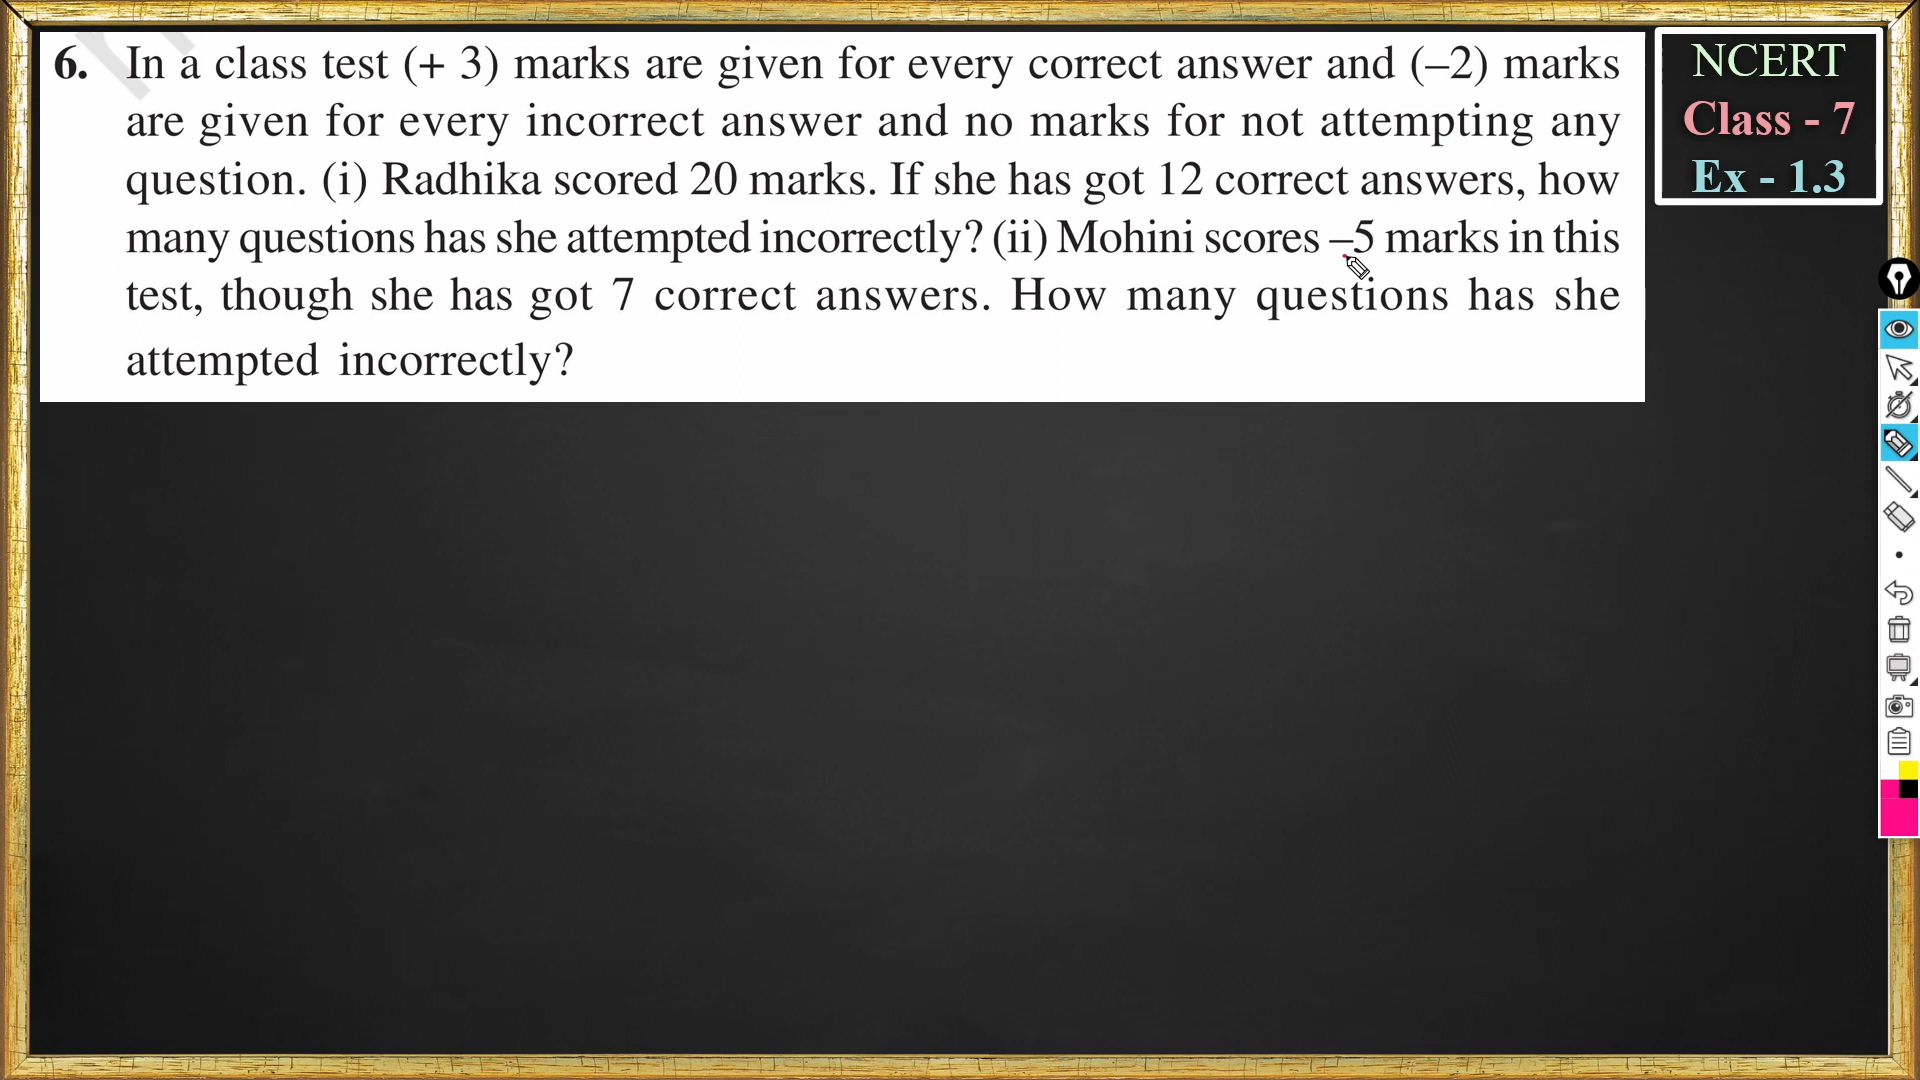 6. In a class test (+ 3) marks are given for every correct answer and (–2) marks
are given for every incorrect answer and no marks for not attempting any
question. (i) Radhika scored 20 marks. If she has got 12 correct answers, how
many questions has she attempted incorrectly? (ii) Mohini scores –5 marks in this
test, though she has got 7 correct answers. How many questions has she
attempted incorrectly?
NCERT
Class - 7
Ex - 1.3